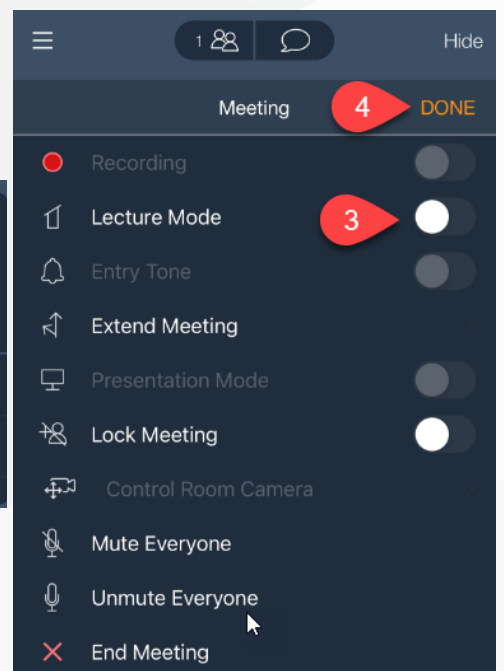 1
Hide
Meeting
4
DONE
Recording
Lecture Mode
3
Entry Tone
Extend Meeting
Presentation Mode
Lock Meeting
Control Room Camera
Mute Everyone
Unmute Everyone
End Meeting